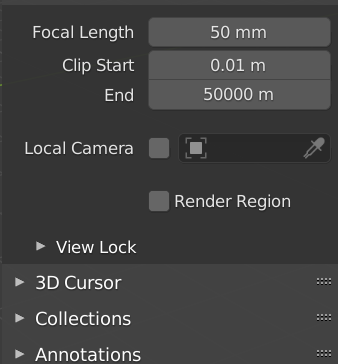 Focal Length 50 mm
Clip Start 0.01 m
End 50000 m
Local Camera
Render Region
View Lock
3D Cursor
Collections
Annotations